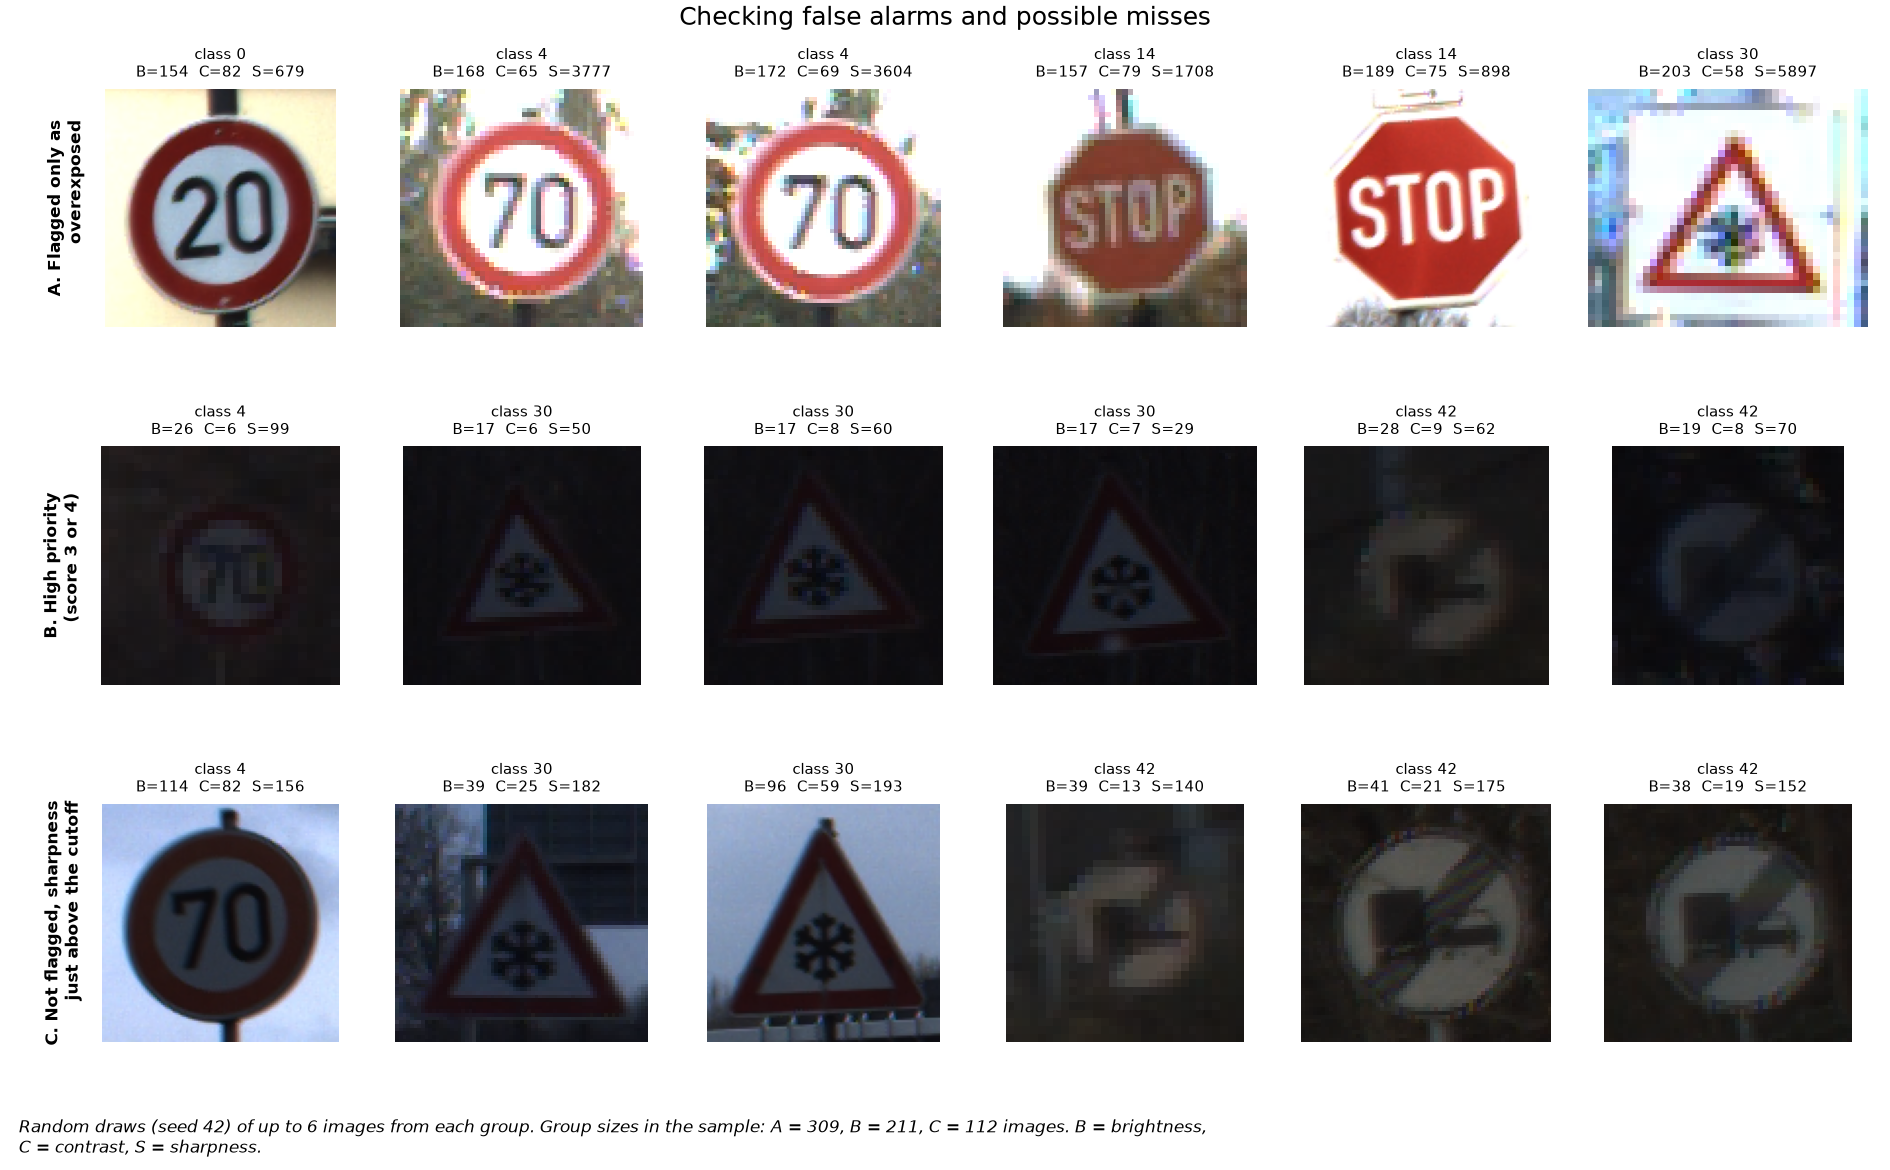 Checking false alarms and possible misses
class 0
B=154 C=82 S=679
class 4
B=168 C=65 S=3777
class 4
B=172 C=69 S=3604
class 14
B=157 C=79 S=1708
class 14
B=189 C=75 S=898
class 30
B=203 C=58 S=5897
A. Flagged only as
overexposed
20
70
70
STOP
STOP
class 4
B=26 C=6 S=99
class 30
B=17 C=6 S=50
class 30
B=17 C=8 S=60
class 30
B=17 C=7 S=29
class 42
B=28 C=9 S=62
class 42
B=19 C=8 S=70
B. High priority
(score 3 or 4)
70
class 4
B=114 C=82 S=156
class 30
B=39 C=25 S=182
class 30
B=96 C=59 S=193
class 42
B=39 C=13 S=140
class 42
B=41 C=21 S=175
class 42
B=38 C=19 S=152
C. Not flagged, sharpness
just above the cutoff
70
Random draws (seed 42) of up to 6 images from each group. Group sizes in the sample: A = 309, B = 211, C = 112 images. B = brightness,
C = contrast, S = sharpness.